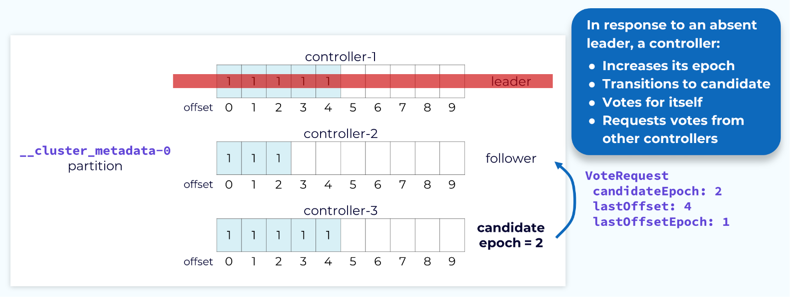 In response to an absent
leader, a controller:
• Increases its epoch
• Transitions to candidate
• Votes for itself
• Requests votes from
other controllers
controller-1
1 1 1 1 1 leader
offset 0 1 2 3 4 5 6 7 8 9
__cluster_metadata-0
partition
controller-2
1 1 1 follower
offset 0 1 2 3 4 5 6 7 8 9
controller-3
1 1 1 1 1 candidate
epoch = 2
offset 0 1 2 3 4 5 6 7 8 9
VoteRequest
candidateEpoch: 2
lastOffset: 4
lastOffsetEpoch: 1